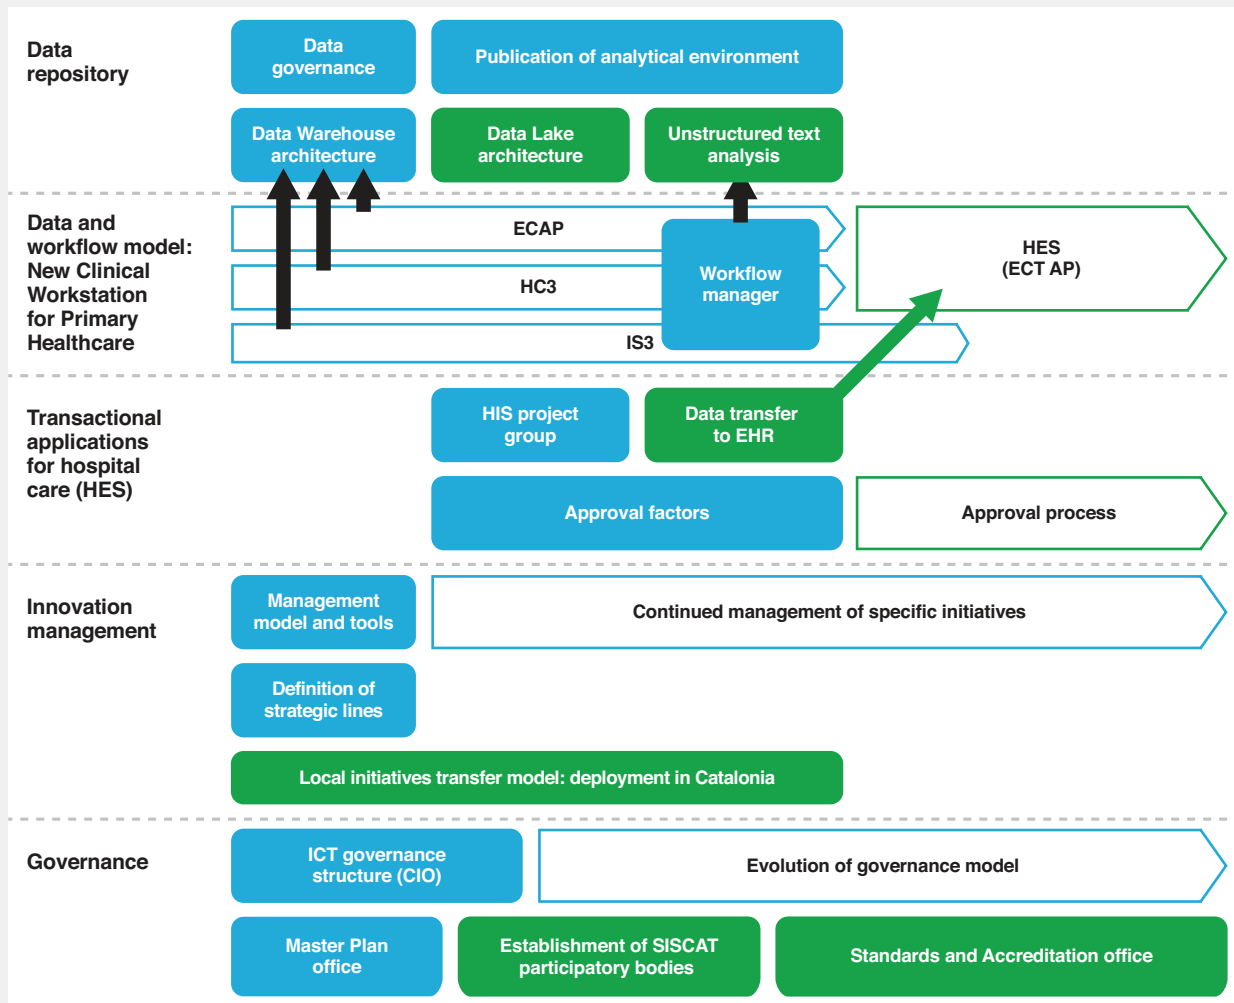 Data
repository
Data
governance
Publication of analytical environment
Data Warehouse
architecture
Data Lake
architecture
Unstructured text
analysis
Data and
workflow model:
New Clinical
Workstation
for Primary
Healthcare
ECAP
HC3
IS3
Workflow
manager
HES
(ECT AP)
Transactional
applications
for hospital
care (HES)
HIS project
group
Data transfer
to EHR
Approval factors
Approval process
Innovation
management
Management
model and tools
Continued management of specific initiatives
Definition of
strategic lines
Local initiatives transfer model: deployment in Catalonia
Governance
ICT governance
structure (CIO)
Evolution of governance model
Master Plan
office
Establishment of SISCAT
participatory bodies
Standards and Accreditation office